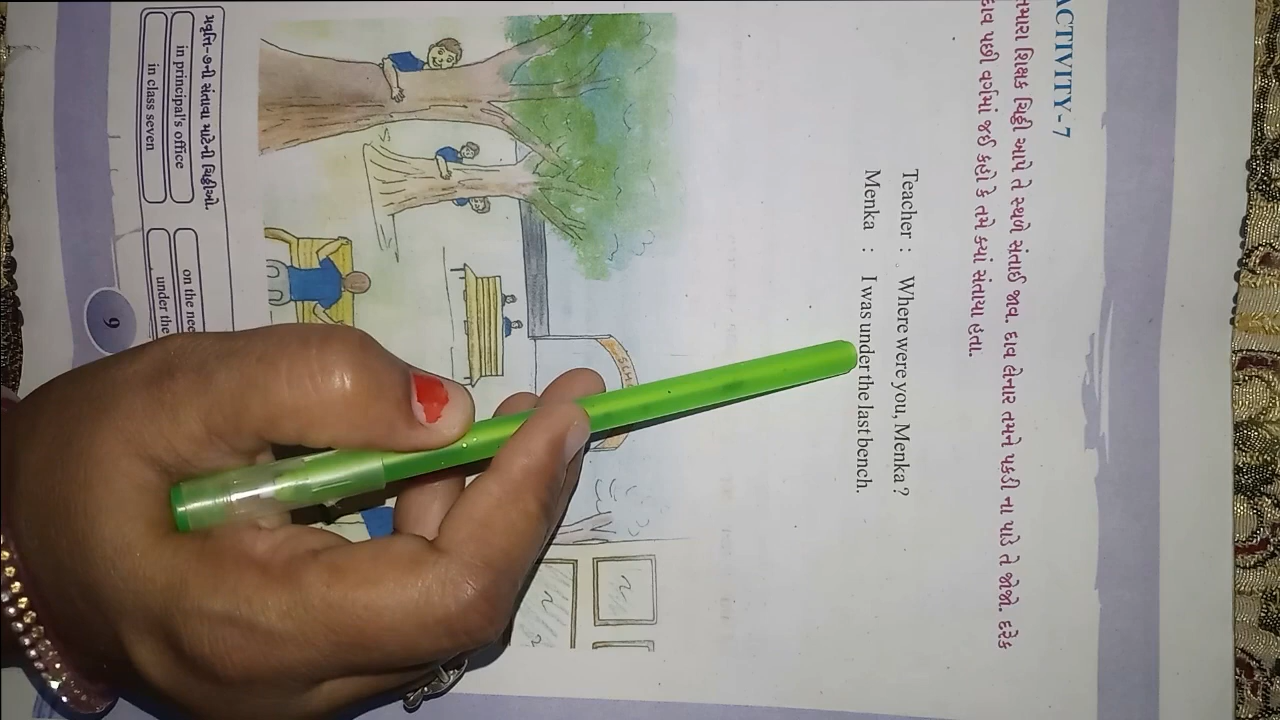 ACTIVITY-7
તમારા શિક્ષક ચિઠ્ઠી આપે તે સ્થળે સંતાઈ જાવ. દાવ લેનાર તમને પકડી ના પાડે તે જોજો. દરેક
દાવ પછી વર્ગમાં જઈ કહો કે તમે ક્યાં સંતાયા હતા.
Teacher : Where were you, Menka ?
Menka : I was under the last bench.
પ્રવૃત્તિ-૭ની સંતાવા માટેની ચિઠ્ઠીઓ.
in principal's office on the
in class seven under the
9